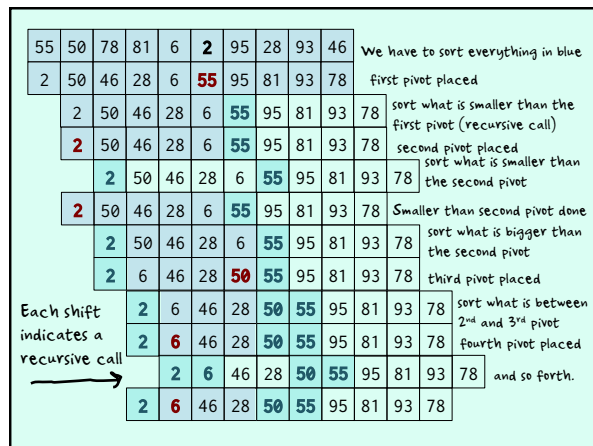 55 50 78 81 6 2 95 28 93 46 We have to sort everything in blue
2 50 46 28 6 55 95 81 93 78 first pivot placed
2 50 46 28 6 55 95 81 93 78 sort what is smaller than the
first pivot (recursive call)
2 50 46 28 6 55 95 81 93 78 second pivot placed
2 50 46 28 6 55 95 81 93 78 sort what is smaller than
the second pivot
2 50 46 28 6 55 95 81 93 78 Smaller than second pivot done
2 50 46 28 6 55 95 81 93 78 sort what is bigger than
the second pivot
2 6 46 28 50 55 95 81 93 78 third pivot placed
2 6 46 28 50 55 95 81 93 78 sort what is between
2nd and 3rd pivot
2 6 46 28 50 55 95 81 93 78 fourth pivot placed
2 6 46 28 50 55 95 81 93 78 and so forth.
2 6 46 28 50 55 95 81 93 78
Each shift
indicates a
recursive call